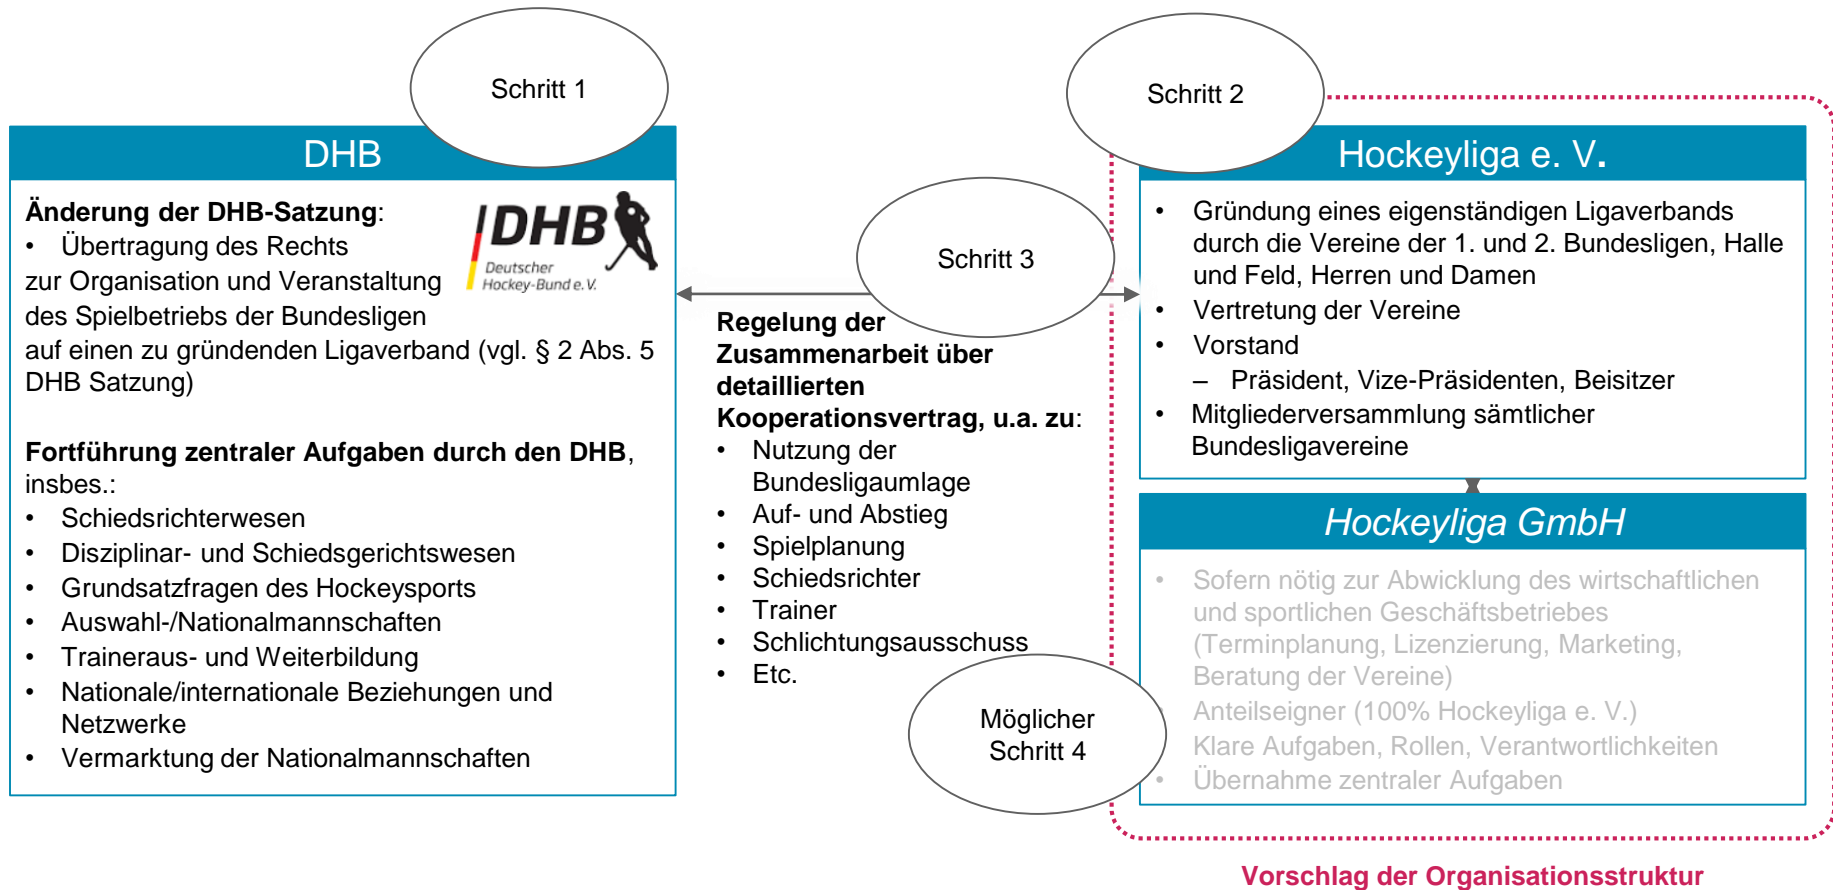 Schritt 1
DHB
Änderung der DHB-Satzung:
• Übertragung des Rechts
zur Organisation und Veranstaltung
des Spielbetriebs der Bundesligen
auf einen zu gründenden Ligaverband (vgl. § 2 Abs. 5
DHB Satzung)
DHB
Deutscher
Hockey-Bund e.V.
Fortführung zentraler Aufgaben durch den DHB,
insbes.:
• Schiedsrichterwesen
• Disziplinar- und Schiedsgerichtswesen
• Grundsatzfragen des Hockeysports
• Auswahl-/Nationalmannschaften
• Traineraus- und Weiterbildung
• Nationale/internationale Beziehungen und
Netzwerke
• Vermarktung der Nationalmannschaften
Schritt 3
Regelung der
Zusammenarbeit über
detaillierten
Kooperationsvertrag, u.a. zu:
• Nutzung der
Bundesligaumlage
• Auf- und Abstieg
• Spielplanung
• Schiedsrichter
• Trainer
• Schlichtungsausschuss
• Etc.
Schritt 2
Hockeyliga e. V.
• Gründung eines eigenständigen Ligaverbands
durch die Vereine der 1. und 2. Bundesligen, Halle
und Feld, Herren und Damen
• Vertretung der Vereine
• Vorstand
– Präsident, Vize-Präsidenten, Beisitzer
• Mitgliederversammlung sämtlicher
Bundesligavereine
Möglicher
Schritt 4
Hockeyliga GmbH
• Sofern nötig zur Abwicklung des wirtschaftlichen
und sportlichen Geschäftsbetriebes
(Terminplanung, Lizenzierung, Marketing,
Beratung der Vereine)
• Anteilseigner (100% Hockeyliga e. V.)
Klare Aufgaben, Rollen, Verantwortlichkeiten
• Übernahme zentraler Aufgaben
Vorschlag der Organisationsstruktur